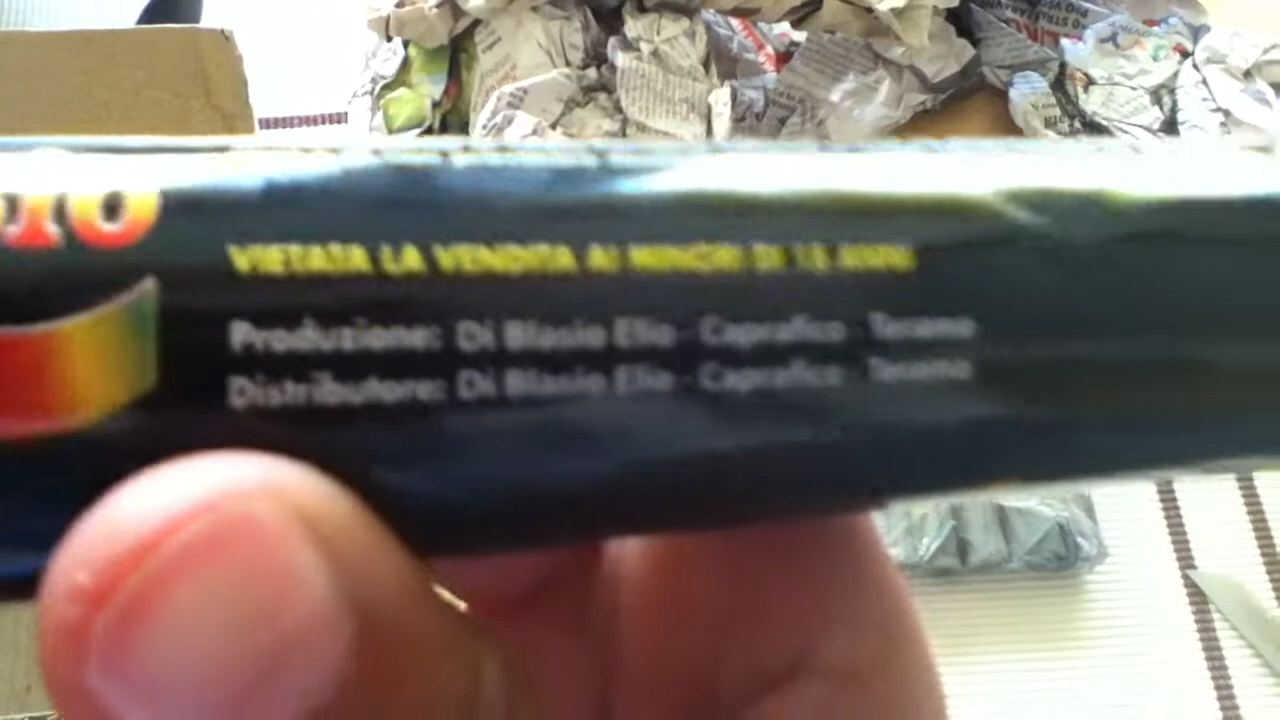 IO
VIETATA LA VENDITA AI MINORI DI 18 ANNI
Produzione: Di Blasio Elio - Caprafico - Teramo
Distributore: Di Blasio Elio - Caprafico - Teramo